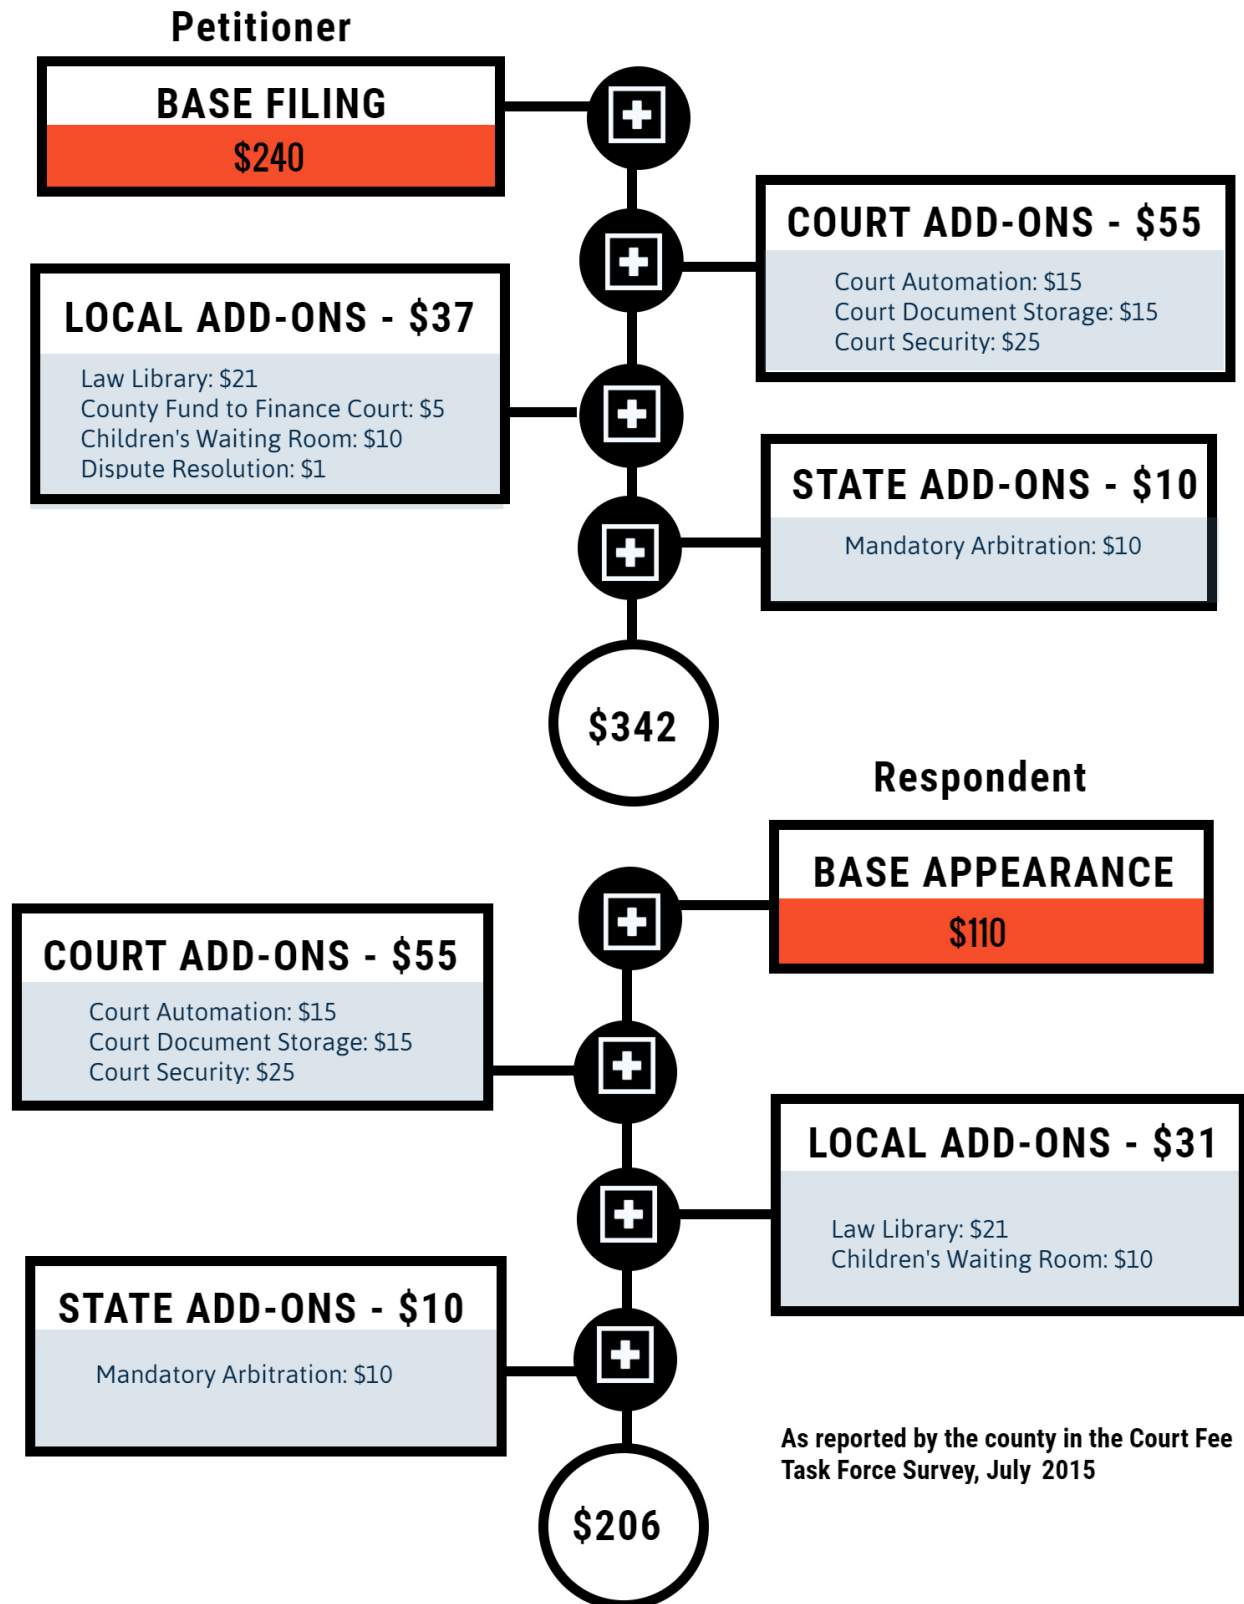 Petitioner
BASE FILING
$240
COURT ADD-ONS - $55
Court Automation: $15
Court Document Storage: $15
Court Security: $25
LOCAL ADD-ONS - $37
Law Library: $21
County Fund to Finance Court: $5
Children's Waiting Room: $10
Dispute Resolution: $1
STATE ADD-ONS - $10
Mandatory Arbitration: $10
$342
Respondent
BASE APPEARANCE
$110
COURT ADD-ONS - $55
Court Automation: $15
Court Document Storage: $15
Court Security: $25
LOCAL ADD-ONS - $31
Law Library: $21
Children's Waiting Room: $10
STATE ADD-ONS - $10
Mandatory Arbitration: $10
As reported by the county in the Court Fee
Task Force Survey, July 2015
$206